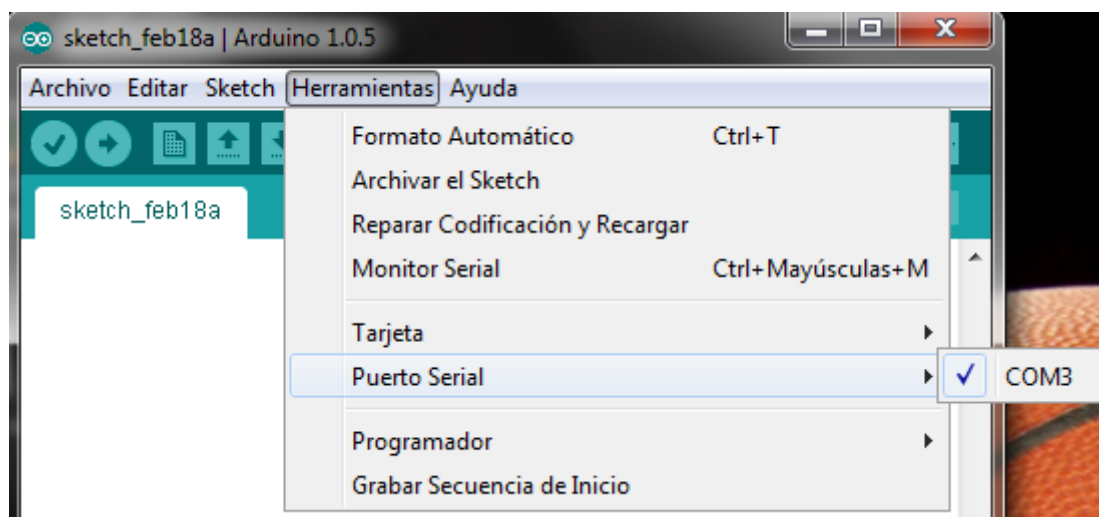 sketch_feb18a | Arduino 1.0.5
Archivo Editar Sketch Herramientas Ayuda
Formato Automático Ctrl+T
sketch_feb18a
Archivar el Sketch
Reparar Codificación y Recargar
Monitor Serial Ctrl+Mayúsculas+M
Tarjeta
Puerto Serial
COM3
Programador
Grabar Secuencia de Inicio